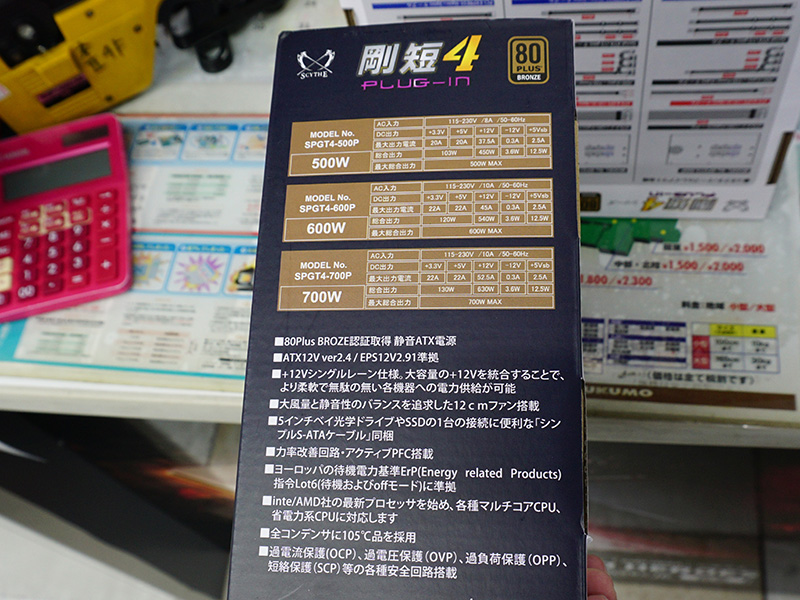 SCYTHE
剛短4
PLUG-IN
80
PLUS
BRONZE
MODEL No.
SPGT4-500P
500W
AC入力 115-230V /8A /50-60Hz
DC出力 +3.3V +5V +12V -12V +5Vsb
最大出力電流 20A 20A 37.5A 0.3A 2.5A
総合出力 103W 450W 3.6W 12.5W
最大総合出力 500W MAX
MODEL No.
SPGT4-600P
600W
AC入力 115-230V /10A /50-60Hz
DC出力 +3.3V +5V +12V -12V +5Vsb
最大出力電流 22A 22A 45A 0.3A 2.5A
総合出力 120W 540W 3.6W 12.5W
最大総合出力 600W MAX
MODEL No.
SPGT4-700P
700W
AC入力 115-230V /10A /50-60Hz
DC出力 +3.3V +5V +12V -12V +5Vsb
最大出力電流 22A 22A 52.5A 0.3A 2.5A
総合出力 130W 630W 3.6W 12.5W
最大総合出力 700W MAX
■80Plus BROZE認証取得 静音ATX電源
■ATX12V ver2.4 / EPS12V2.91準拠
■+12Vシングルレーン仕様。大容量の+12Vを統合することで、
より柔軟で無駄の無い各機器への電力供給が可能
■大風量と静音性のバランスを追求した12cmファン搭載
■5インチベイ光学ドライブやSSDの1台の接続に便利な「シン
プルS-ATAケーブル」同梱
■力率改善回路・アクティブPFC搭載
■ヨーロッパの待機電力基準ErP(Energy related Products)
指令Lot6(待機およびoffモード)に準拠
■inte/AMD社の最新プロセッサを始め、各種マルチコアCPU、
省電力系CPUに対応します
■全コンデンサに105℃品を採用
■過電流保護(OCP)、過電圧保護(OVP)、過負荷保護(OPP)、
短絡保護(SCP)等の各種安全回路搭載
¥1,500/¥2,000
¥1,500/¥2,000
¥1,800/¥2,300
小型/大型